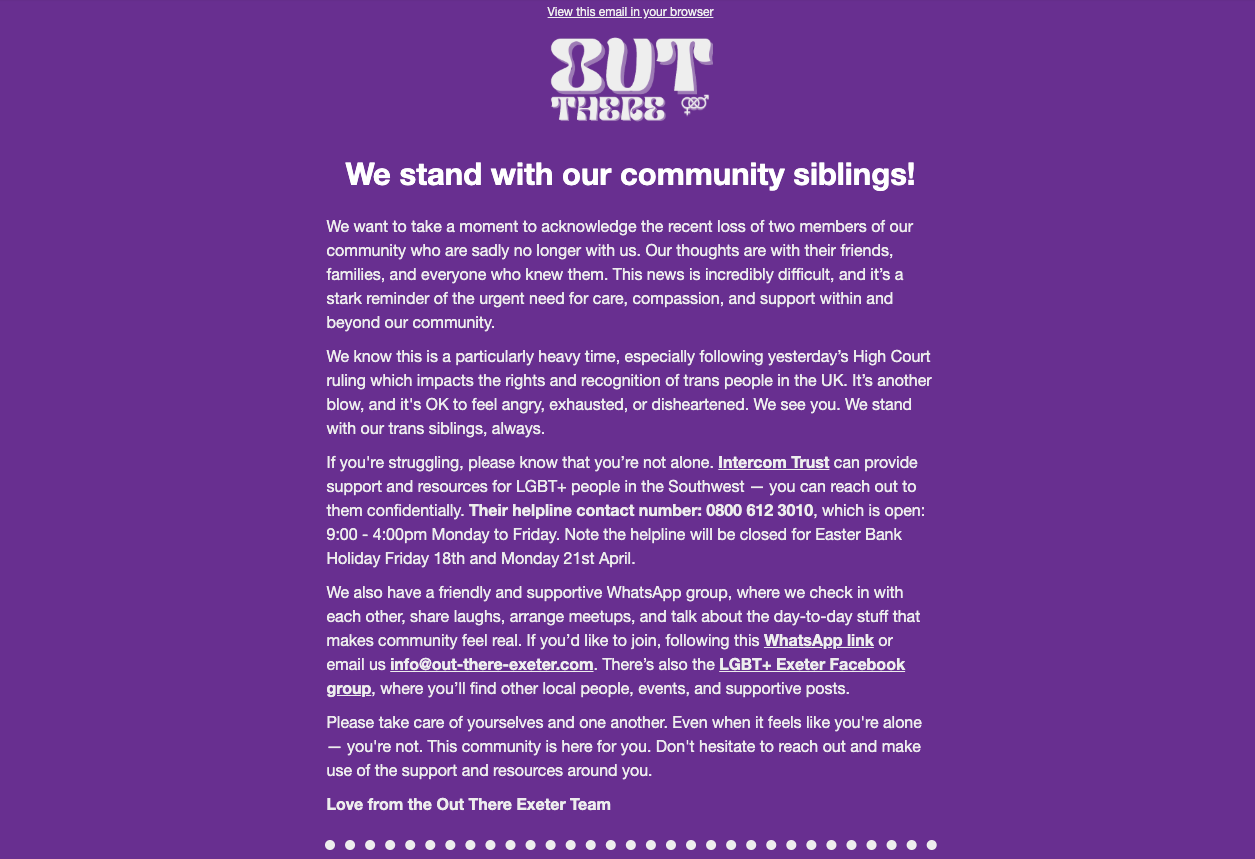 View this email in your browser
OUT
THERE
We stand with our community siblings!
We want to take a moment to acknowledge the recent loss of two members of our
community who are sadly no longer with us. Our thoughts are with their friends,
families, and everyone who knew them. This news is incredibly difficult, and it’s a
stark reminder of the urgent need for care, compassion, and support within and
beyond our community.
We know this is a particularly heavy time, especially following yesterday’s High Court
ruling which impacts the rights and recognition of trans people in the UK. It’s another
blow, and it's OK to feel angry, exhausted, or disheartened. We see you. We stand
with our trans siblings, always.
If you're struggling, please know that you’re not alone. Intercom Trust can provide
support and resources for LGBT+ people in the Southwest — you can reach out to
them confidentially. Their helpline contact number: 0800 612 3010, which is open:
9:00 - 4:00pm Monday to Friday. Note the helpline will be closed for Easter Bank
Holiday Friday 18th and Monday 21st April.
We also have a friendly and supportive WhatsApp group, where we check in with
each other, share laughs, arrange meetups, and talk about the day-to-day stuff that
makes community feel real. If you’d like to join, following this WhatsApp link or
email us info@out-there-exeter.com. There’s also the LGBT+ Exeter Facebook
group, where you’ll find other local people, events, and supportive posts.
Please take care of yourselves and one another. Even when it feels like you're alone
— you're not. This community is here for you. Don't hesitate to reach out and make
use of the support and resources around you.
Love from the Out There Exeter Team